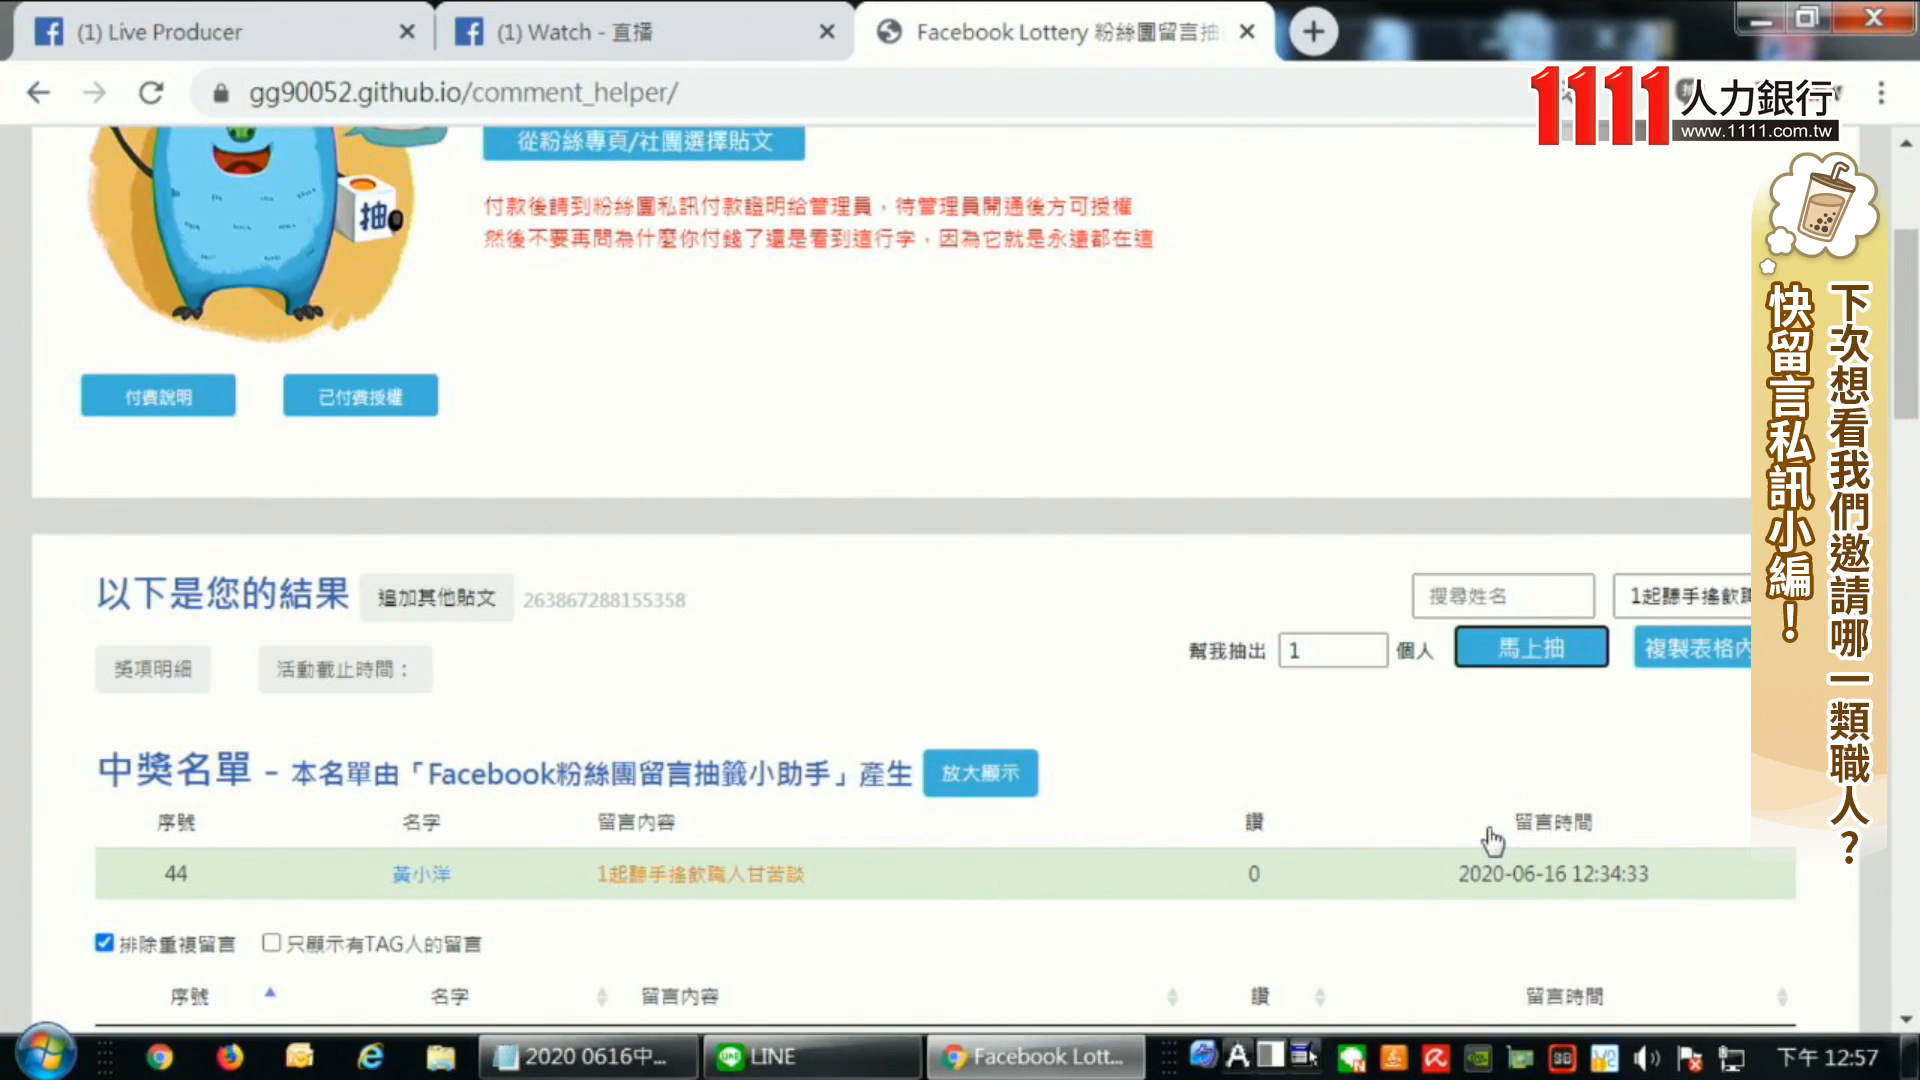 (1) Live Producer
(1) Watch - 直播
Facebook Lottery 粉絲團留言抽
gg90052.github.io/comment_helper/
1111人力銀行
www.1111.com.tw
從粉絲專頁/社團選擇貼文
抽
付款後請到粉絲團私訊付款證明給管理員，待管理員開通後方可授權
然後不要再問為什麼你付錢了還是看到這行字，因為它就是永遠都在這
付費說明
已付費授權
下次想看我們邀請哪一類職人?
快留言私訊小編!
以下是您的結果
追加其他貼文
263867288155358
搜尋姓名
1起聽手搖飲職
幫我抽出 1 個人
馬上抽
複製表格內
獎項明細
活動截止時間：
中獎名單 - 本名單由「Facebook粉絲團留言抽籤小助手」產生
放大顯示
序號 名字 留言內容 讚 留言時間
44 黃小洋 1起聽手搖飲職人甘苦談 0 2020-06-16 12:34:33
排除重複留言 只顯示有TAG人的留言
序號 名字 留言內容 讚 留言時間
2020 0616中...
LINE
Facebook Lott...
下午 12:57